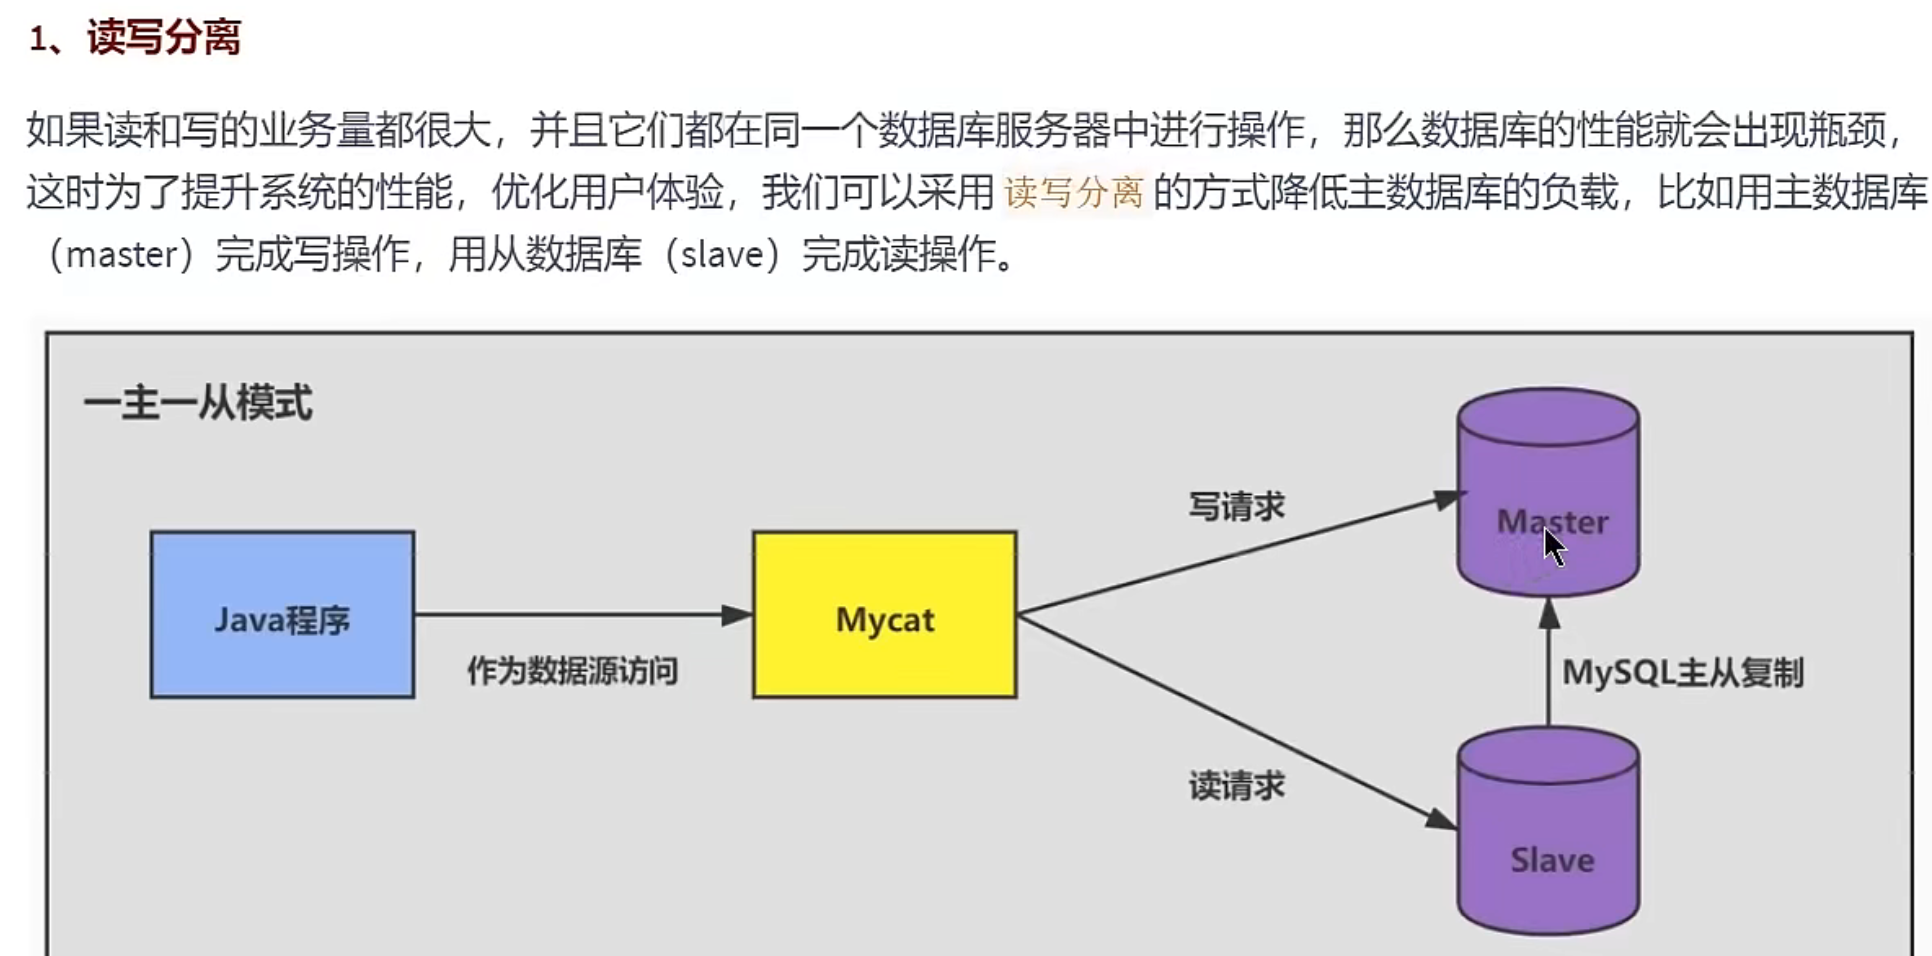 1、读写分离
如果读和写的业务量都很大，并且它们都在同一个数据库服务器中进行操作，那么数据库的性能就会出现瓶颈，
这时为了提升系统的性能，优化用户体验，我们可以采用 读写分离 的方式降低主数据库的负载，比如用主数据库
（master）完成写操作，用从数据库（slave）完成读操作。
一主一从模式
写请求
Master
Java程序
Mycat
作为数据源访问
MySQL主从复制
读请求
Slave